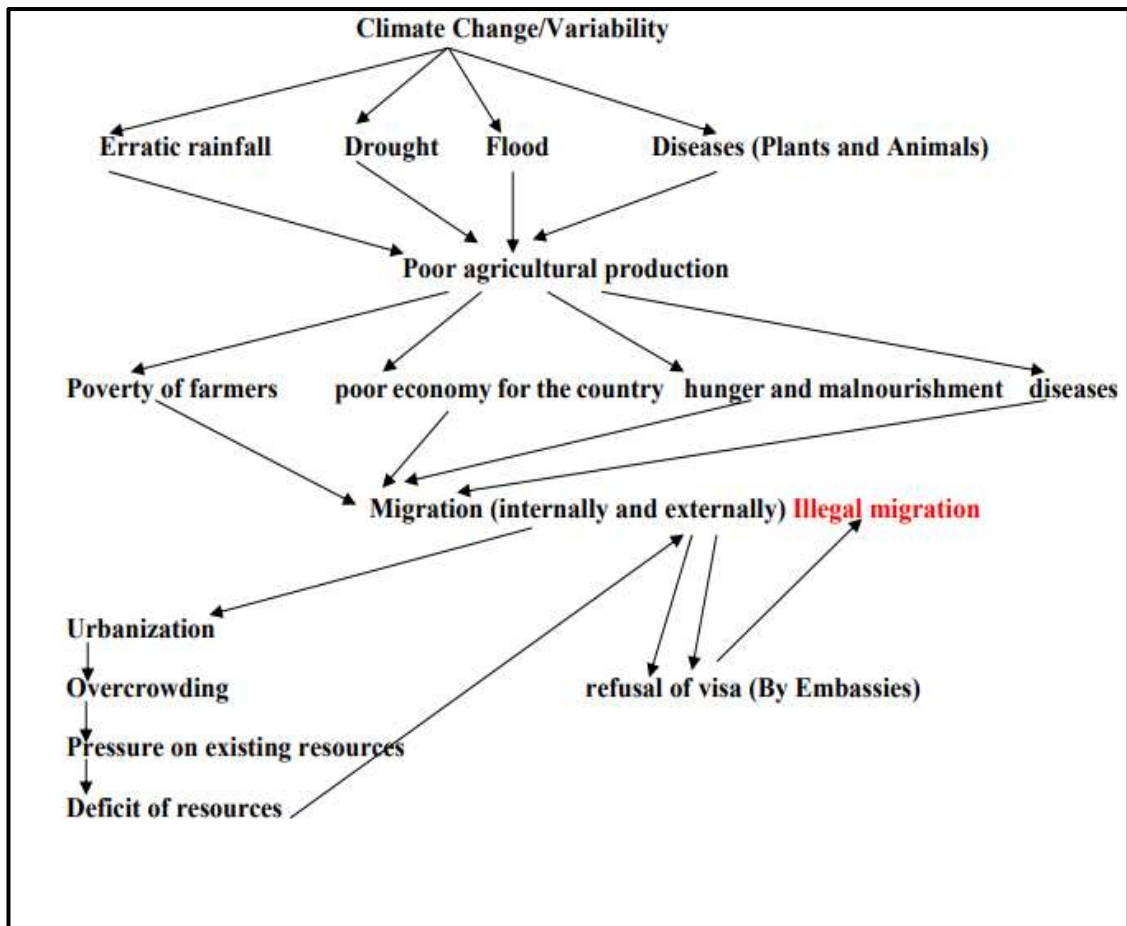 Climate Change/Variability
Erratic rainfall Drought Flood Diseases (Plants and Animals)
Poor agricultural production
Poverty of farmers poor economy for the country hunger and malnourishment diseases
Migration (internally and externally) Illegal migration
Urbanization
Overcrowding refusal of visa (By Embassies)
Pressure on existing resources
Deficit of resources